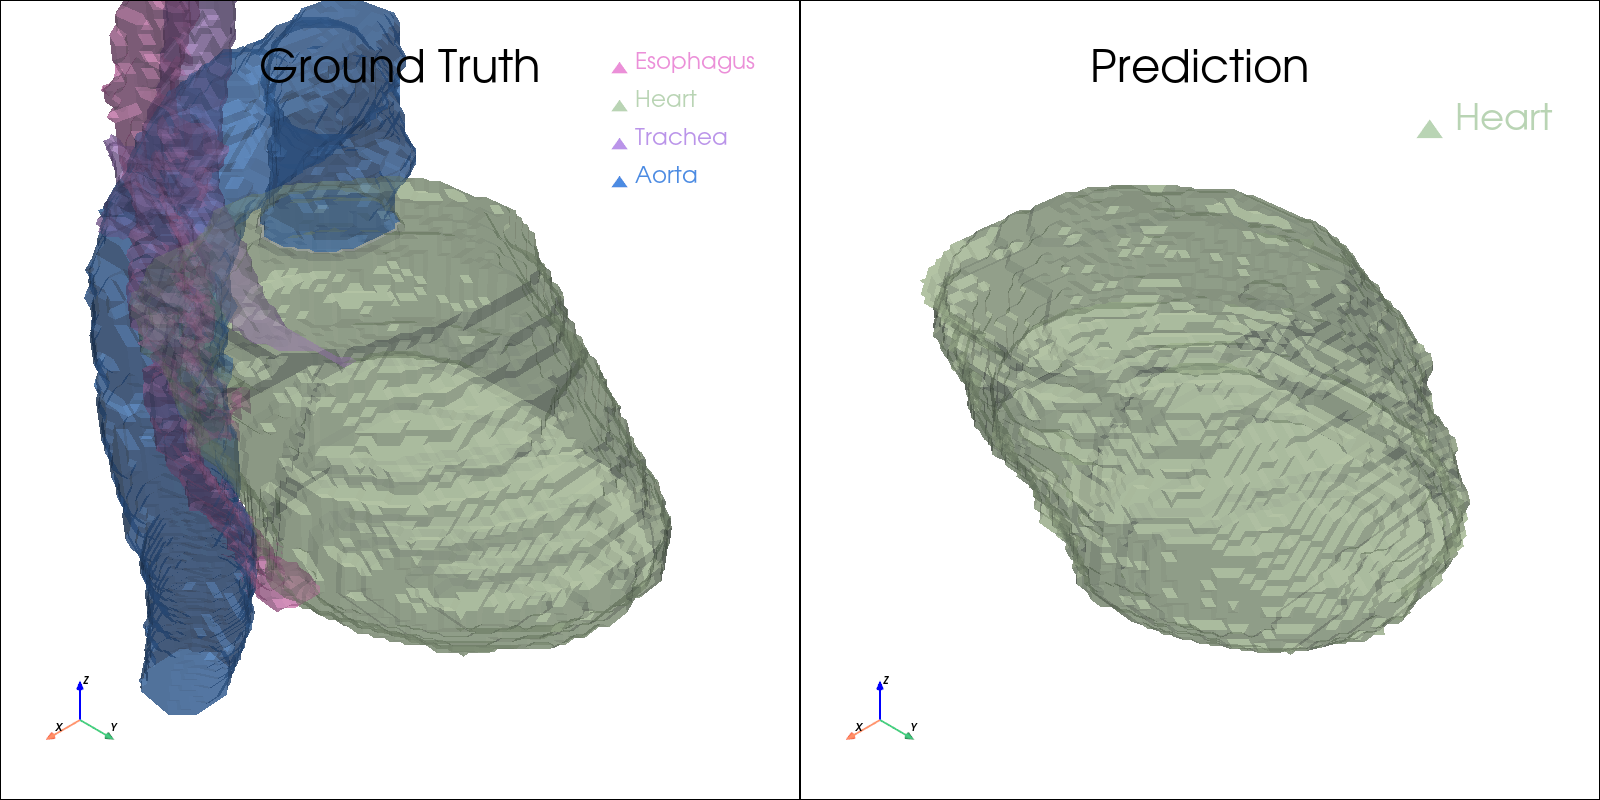 Ground Truth
Esophagus
Heart
Trachea
Aorta
Z
X
Y
Prediction
Heart
Z
X
Y